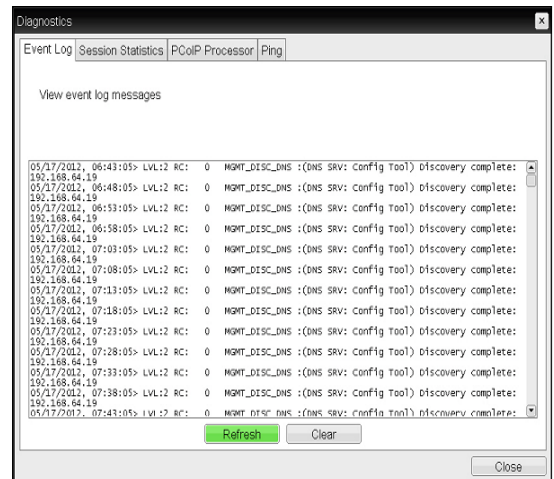 Diagnostics
Event Log Session Statistics PCoIP Processor Ping
View event log messages
05/17/2012, 06:43:05> LVL:2 RC: 0 MGMT_DISC_DNS :(DNS SRV: Config Tool) Discovery complete:
192.168.64.19
05/17/2012, 06:48:05> LVL:2 RC: 0 MGMT_DISC_DNS :(DNS SRV: Config Tool) Discovery complete:
192.168.64.19
05/17/2012, 06:53:05> LVL:2 RC: 0 MGMT_DISC_DNS :(DNS SRV: Config Tool) Discovery complete:
192.168.64.19
05/17/2012, 06:58:05> LVL:2 RC: 0 MGMT_DISC_DNS :(DNS SRV: Config Tool) Discovery complete:
192.168.64.19
05/17/2012, 07:03:05> LVL:2 RC: 0 MGMT_DISC_DNS :(DNS SRV: Config Tool) Discovery complete:
192.168.64.19
05/17/2012, 07:08:05> LVL:2 RC: 0 MGMT_DISC_DNS :(DNS SRV: Config Tool) Discovery complete:
192.168.64.19
05/17/2012, 07:13:05> LVL:2 RC: 0 MGMT_DISC_DNS :(DNS SRV: Config Tool) Discovery complete:
192.168.64.19
05/17/2012, 07:18:05> LVL:2 RC: 0 MGMT_DISC_DNS :(DNS SRV: Config Tool) Discovery complete:
192.168.64.19
05/17/2012, 07:23:05> LVL:2 RC: 0 MGMT_DISC_DNS :(DNS SRV: Config Tool) Discovery complete:
192.168.64.19
05/17/2012, 07:28:05> LVL:2 RC: 0 MGMT_DISC_DNS :(DNS SRV: Config Tool) Discovery complete:
192.168.64.19
05/17/2012, 07:33:05> LVL:2 RC: 0 MGMT_DISC_DNS :(DNS SRV: Config Tool) Discovery complete:
192.168.64.19
05/17/2012, 07:38:05> LVL:2 RC: 0 MGMT_DISC_DNS :(DNS SRV: Config Tool) Discovery complete:
192.168.64.19
05/17/2012, 07:43:05> LVL:2 RC: 0 MGMT_DISC_DNS :(DNS SRV: Config Tool) Discovery complete:
Refresh Clear
Close